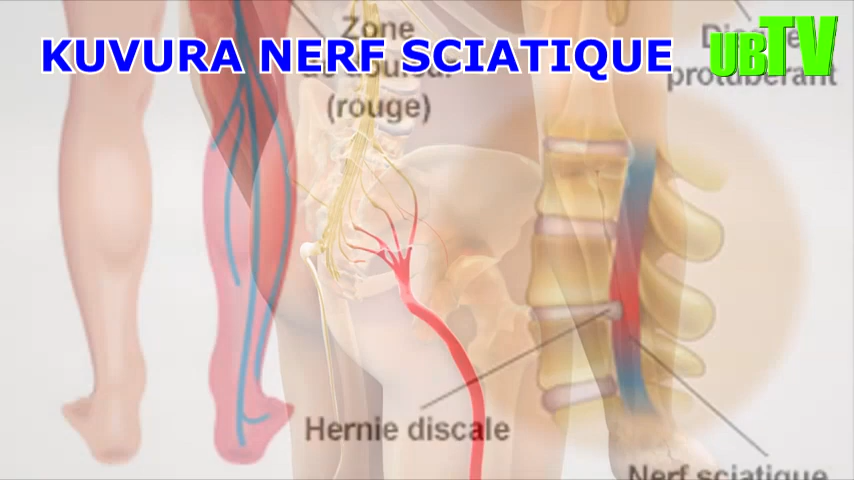 KUVURA NERF SCIATIQUE
UBTV
Zone
(rouge)
protubérant
Hernie discale
Nerf sciatique